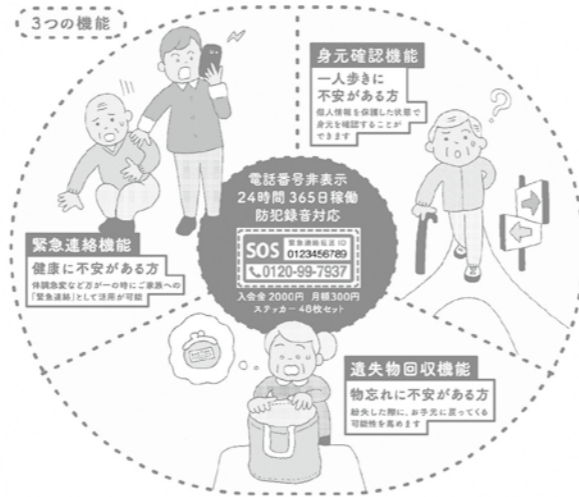 3つの機能
身元確認機能
一人歩きに
不安がある方
個人情報を保護した状態で
身元を確認することが
できます
電話番号非表示
24時間365日稼働
防犯録音対応
SOS
緊急連絡伝送ID
0123456789
0120-99-7937
入会金2000円 月額300円
ステッカー48枚セット
緊急連絡機能
健康に不安がある方
体調急変など万が一の時にご家族への
「緊急連絡」として活用が可能
遺失物回収機能
物忘れに不安がある方
紛失した際に、お手元に戻ってくる
可能性を高めます